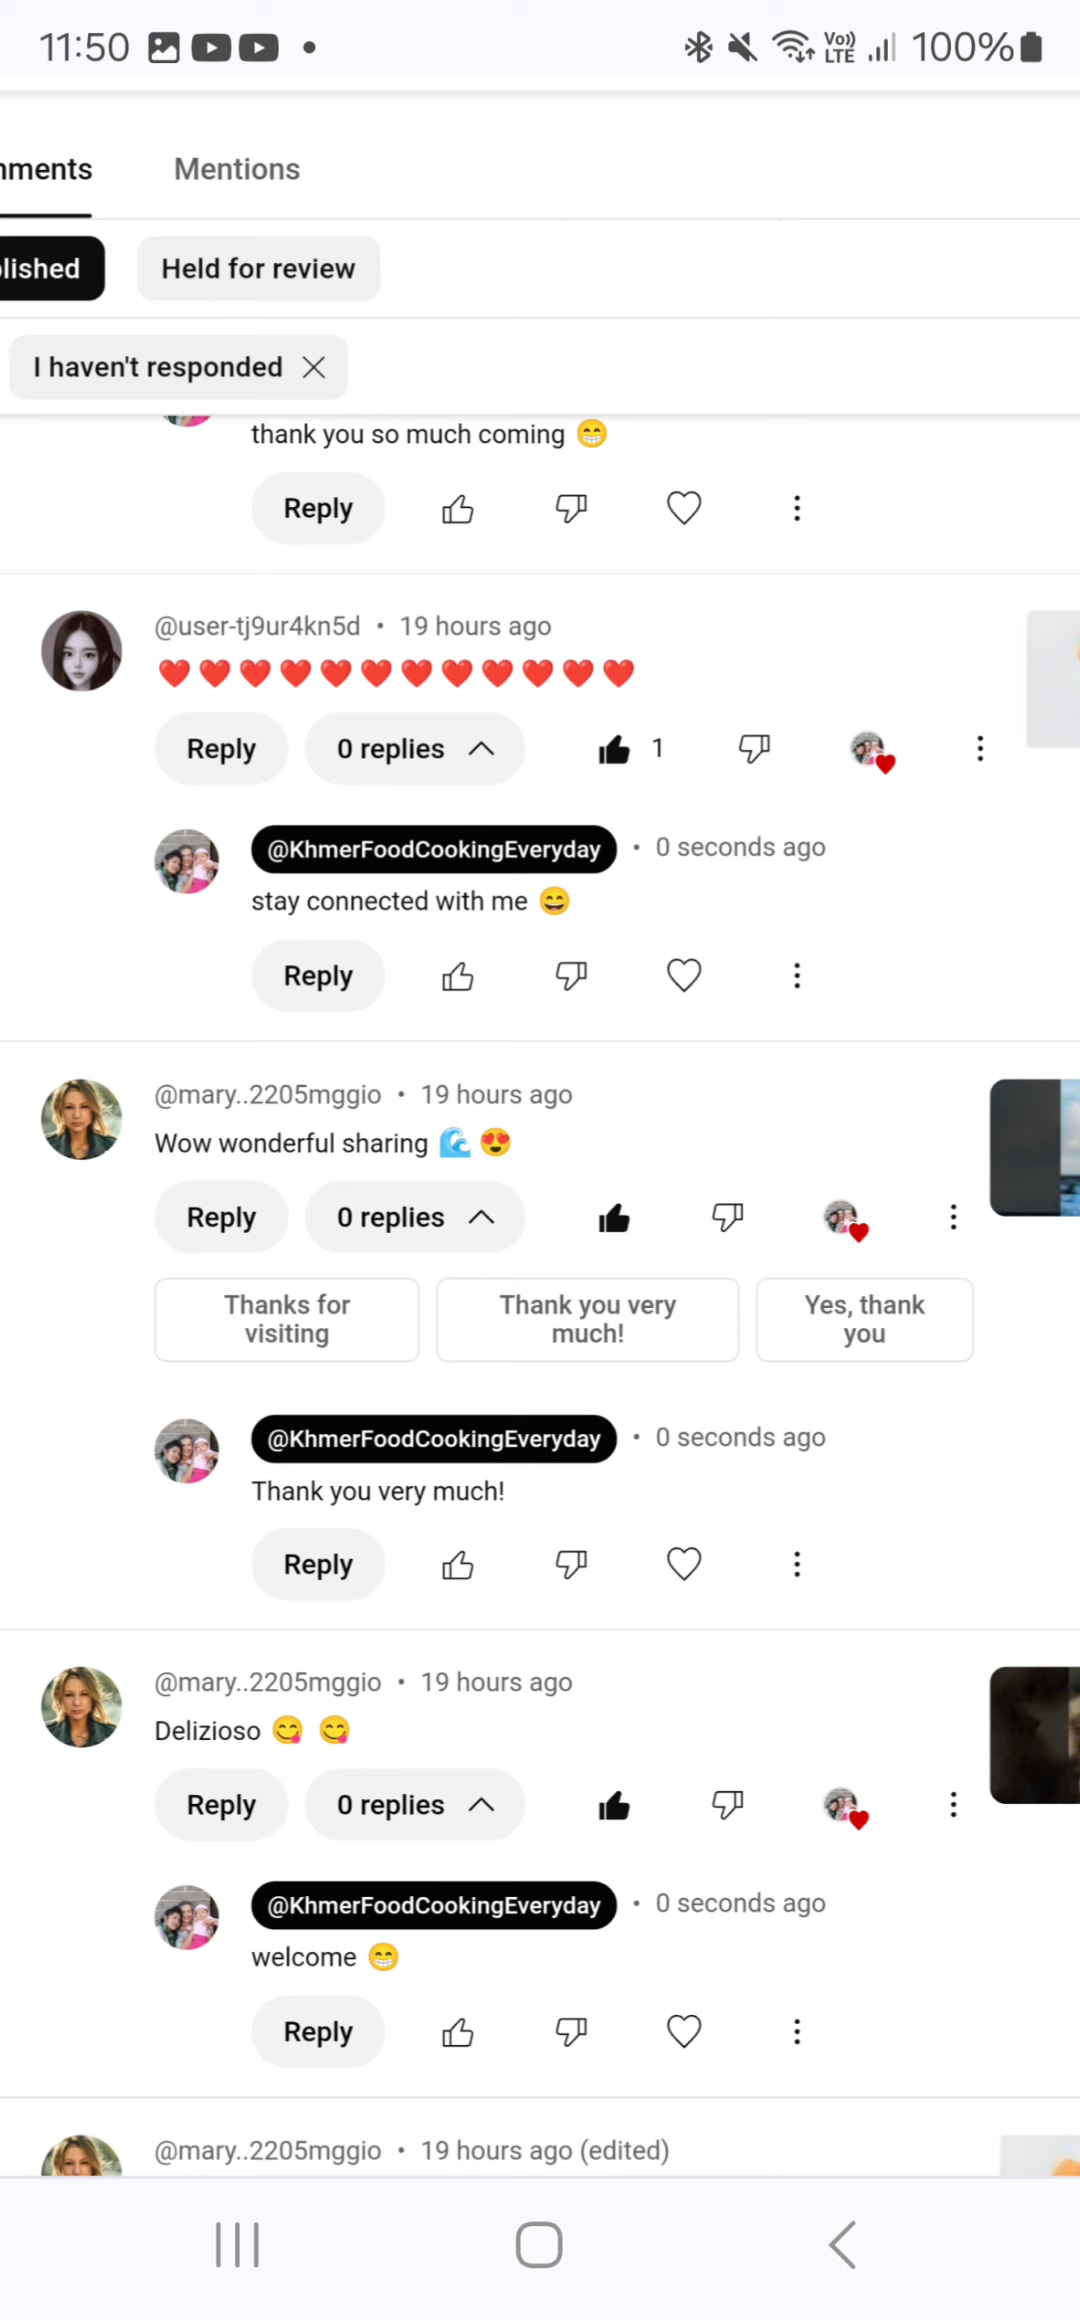 11:50 Vo)) LTE 100%
nments Mentions
lished Held for review
I haven't responded
thank you so much coming 😁
Reply
@user-tj9ur4kn5d • 19 hours ago
❤️❤️❤️❤️❤️❤️❤️❤️❤️❤️❤️❤️
Reply 0 replies 1
@KhmerFoodCookingEveryday • 0 seconds ago
stay connected with me 😄
Reply
@mary..2205mggio • 19 hours ago
Wow wonderful sharing 🌊 😍
Reply 0 replies
Thanks for visiting
Thank you very much!
Yes, thank you
@KhmerFoodCookingEveryday • 0 seconds ago
Thank you very much!
Reply
@mary..2205mggio • 19 hours ago
Delizioso 😋 😋
Reply 0 replies
@KhmerFoodCookingEveryday • 0 seconds ago
welcome 😁
Reply
@mary..2205mggio • 19 hours ago (edited)